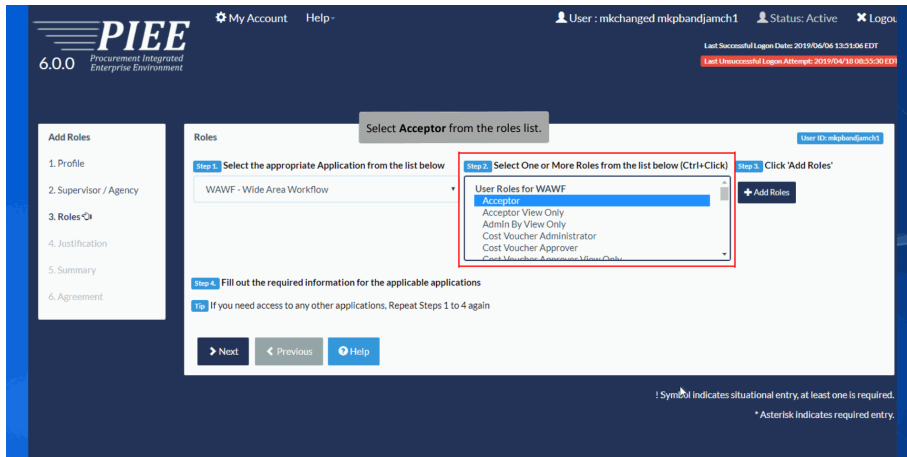 My Account Help
User : mkchanged mkpbandjamch1 Status: Active Logou
PIEE
6.0.0 Procurement Integrated
Enterprise Environment
Last Successful Logon Date: 2019/06/06 13:51:06 EDT
Last Unsuccessful Logon Attempt: 2019/04/18 08:55:30 EDT
Select Acceptor from the roles list.
Add Roles
1. Profile
2. Supervisor / Agency
3. Roles
4. Justification
5. Summary
6. Agreement
Roles
User ID: mkpbandjamch1
Step 1. Select the appropriate Application from the list below
WAWF - Wide Area Workflow
Step 2. Select One or More Roles from the list below (Ctrl+Click)
User Roles for WAWF
Acceptor
Acceptor View Only
Admin By View Only
Cost Voucher Administrator
Cost Voucher Approver
Cost Voucher Approver View Only
Step 3. Click 'Add Roles'
+ Add Roles
Step 4. Fill out the required information for the applicable applications
Tip If you need access to any other applications, Repeat Steps 1 to 4 again
Next Previous Help
! Symbol indicates situational entry, at least one is required.
* Asterisk indicates required entry.